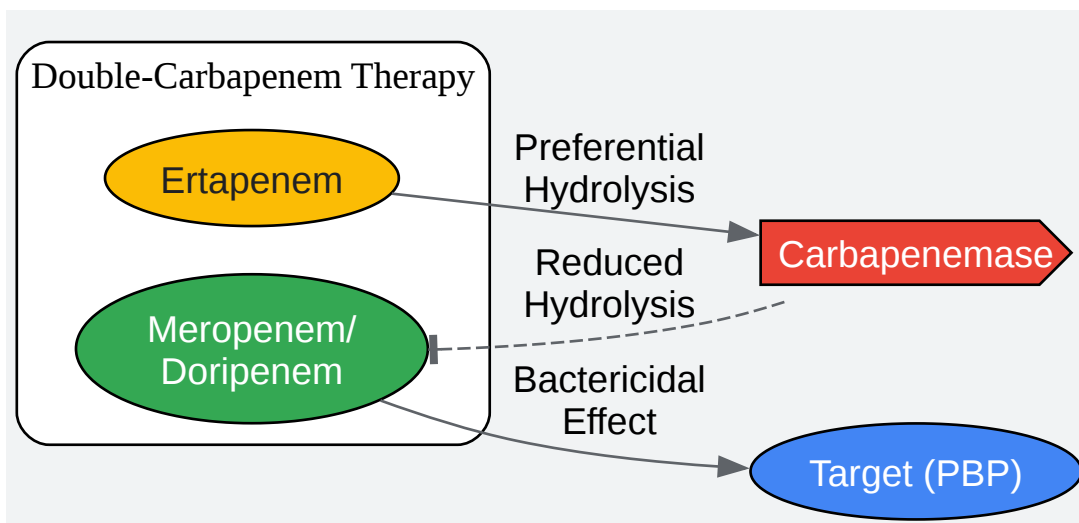 Double-Carbapenem Therapy
Ertapenem
Preferential
Hydrolysis
Carbapenemase
Reduced
Hydrolysis
Meropenem/
Doripenem
Bactericidal
Effect
Target (PBP)